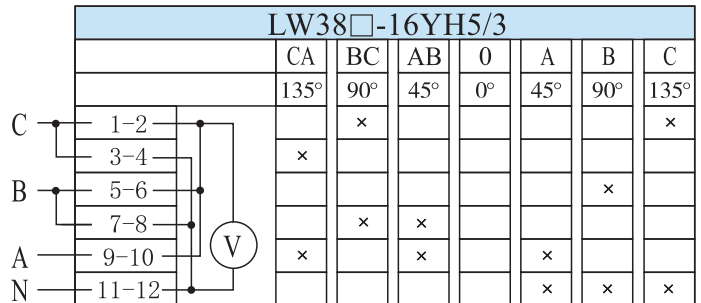 LW38□-16YH5/3
CA BC AB 0 A B C
135° 90° 45° 0° 45° 90° 135°
C 1-2 × ×
3-4 ×
B 5-6 ×
7-8 × ×
A 9-10 V × × ×
N 11-12 × × ×